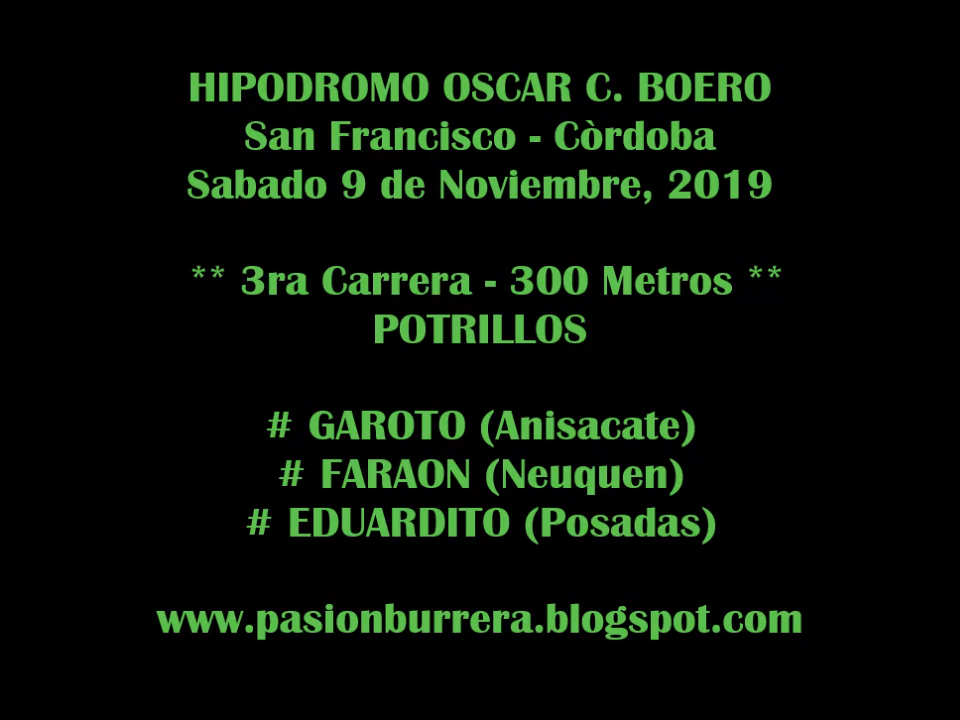 HIPODROMO OSCAR C. BOERO
San Francisco - Còrdoba
Sabado 9 de Noviembre, 2019
** 3ra Carrera - 300 Metros **
POTRILLOS
# GAROTO (Anisacate)
# FARAON (Neuquen)
# EDUARDITO (Posadas)
www.pasionburrera.blogspot.com